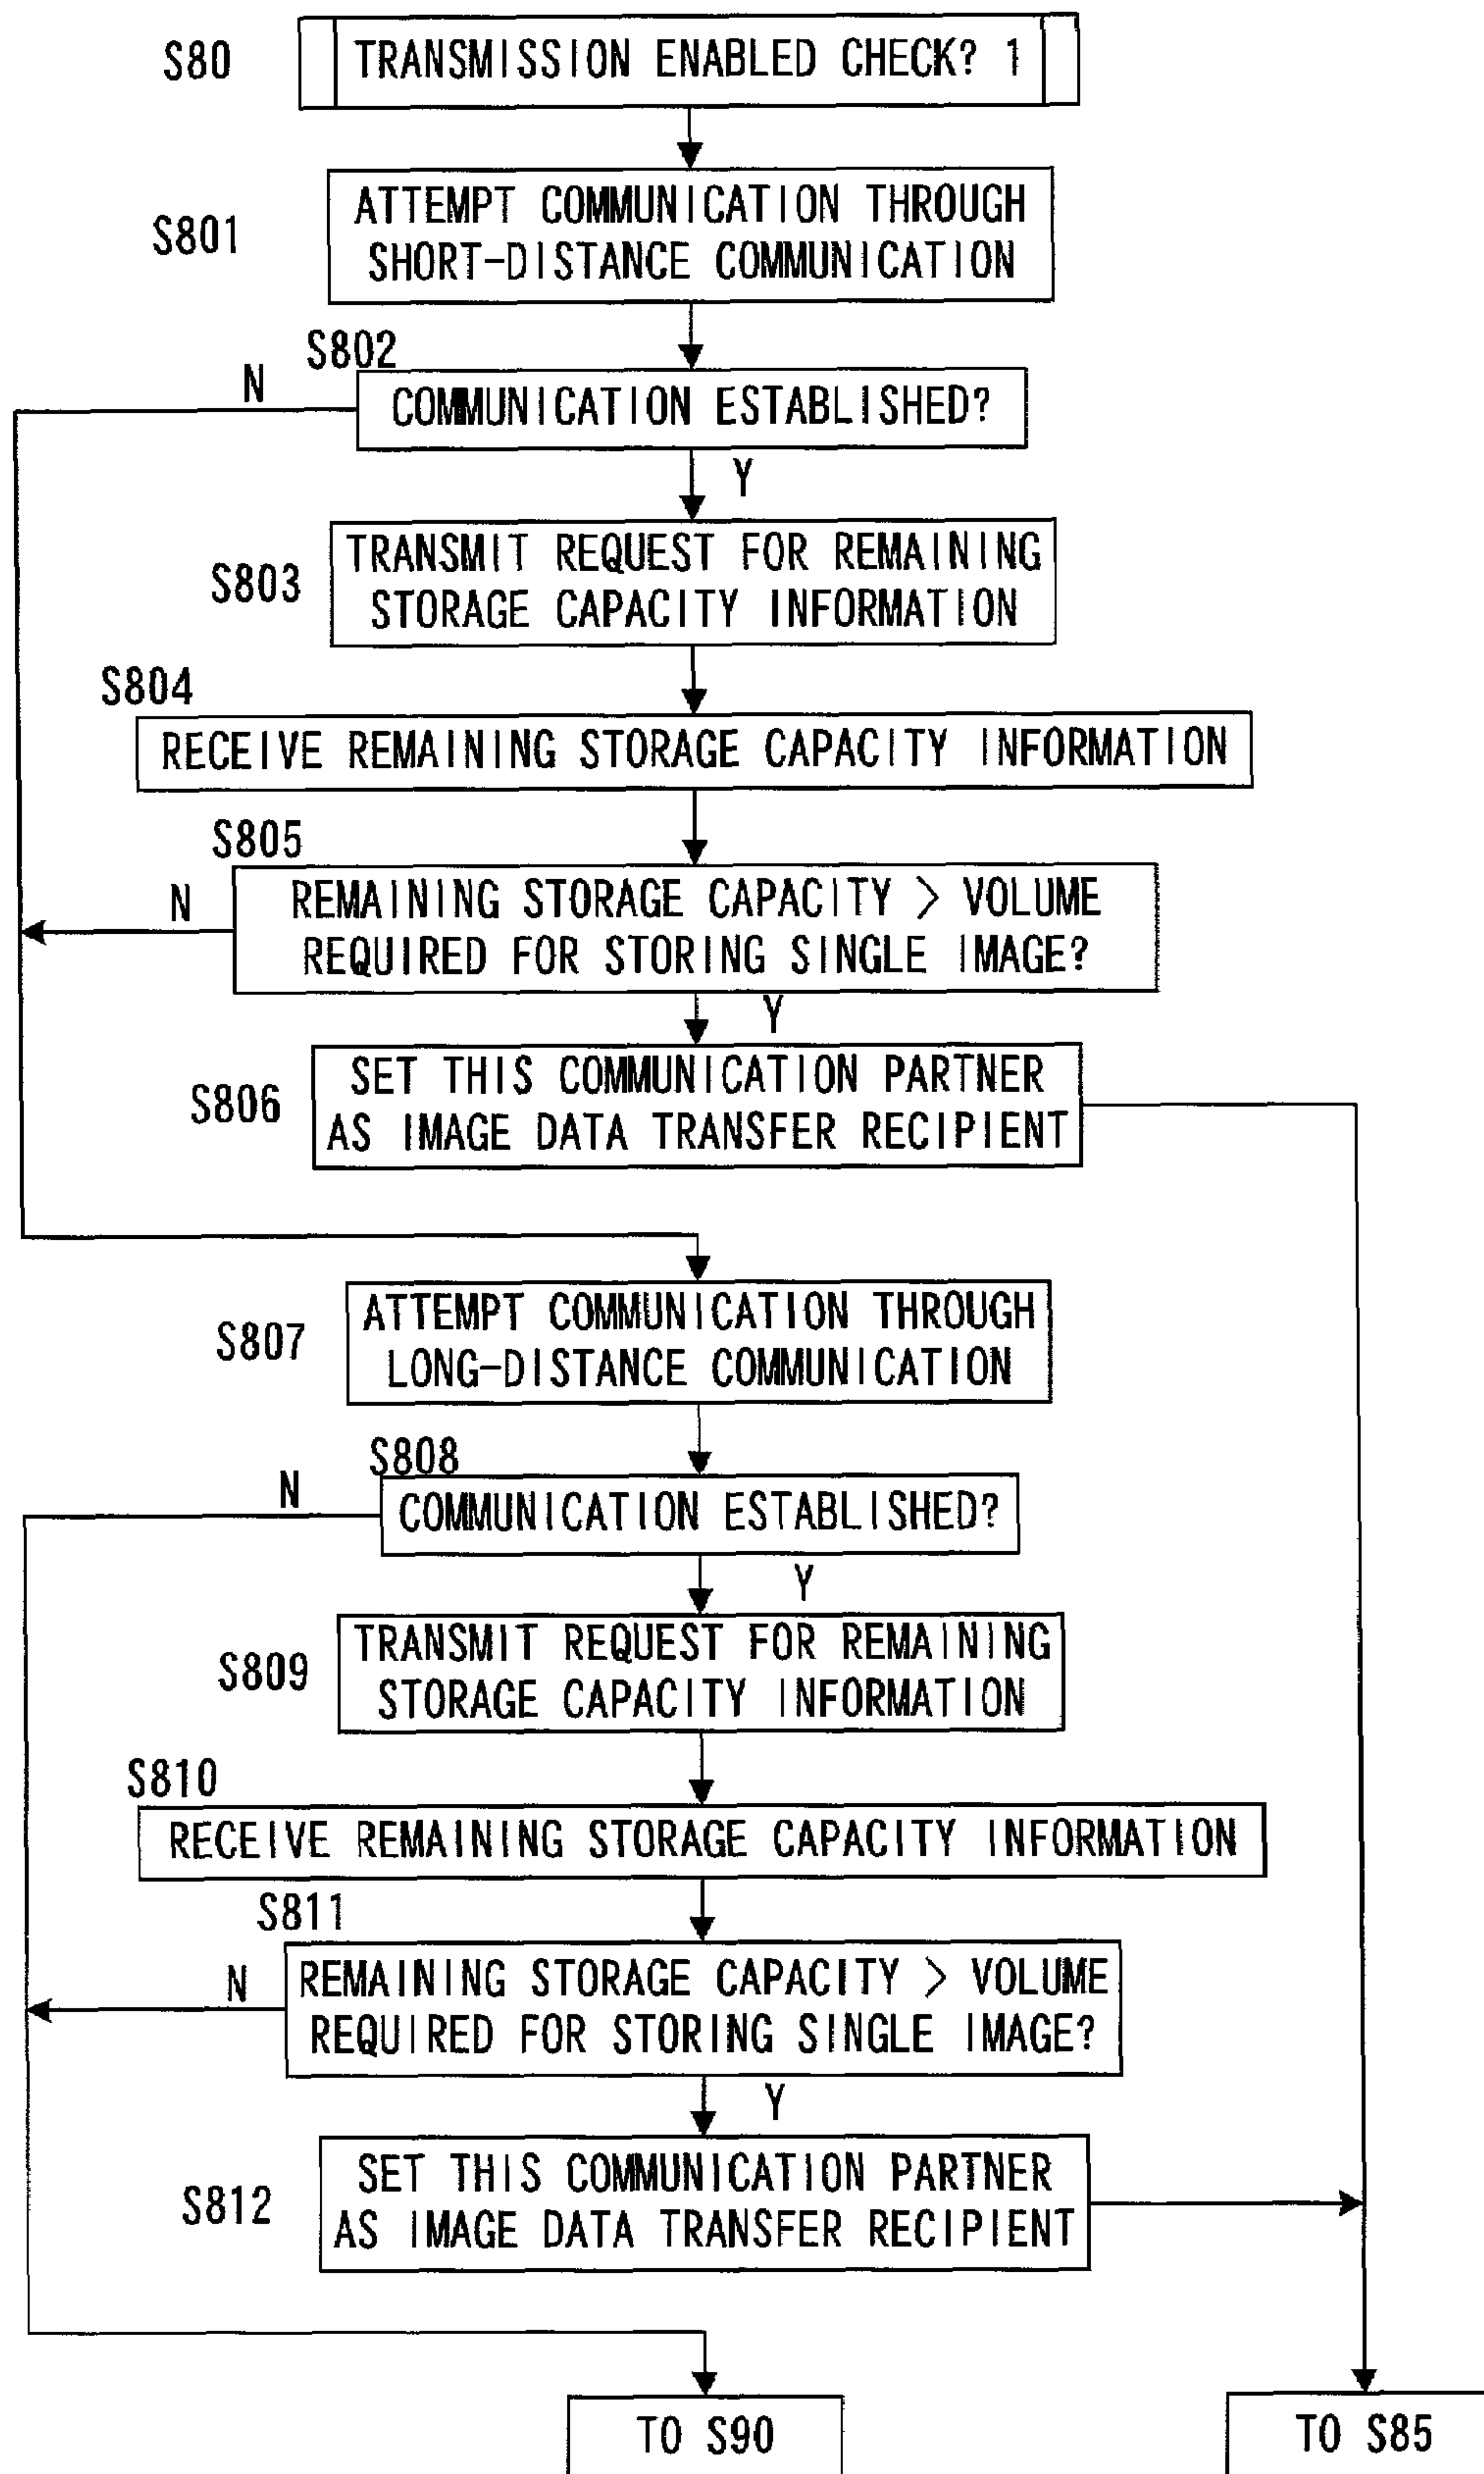 S80
TRANSMISSION ENABLED CHECK? 1
S801
ATTEMPT COMMUNICATION THROUGH
SHORT-DISTANCE COMMUNICATION
S802
N
COMMUNICATION ESTABLISHED?
Y
S803
TRANSMIT REQUEST FOR REMAINING
STORAGE CAPACITY INFORMATION
S804
RECEIVE REMAINING STORAGE CAPACITY INFORMATION
S805
N
REMAINING STORAGE CAPACITY > VOLUME
REQUIRED FOR STORING SINGLE IMAGE?
Y
S806
SET THIS COMMUNICATION PARTNER
AS IMAGE DATA TRANSFER RECIPIENT
S807
ATTEMPT COMMUNICATION THROUGH
LONG-DISTANCE COMMUNICATION
S808
N
COMMUNICATION ESTABLISHED?
Y
S809
TRANSMIT REQUEST FOR REMAINING
STORAGE CAPACITY INFORMATION
S810
RECEIVE REMAINING STORAGE CAPACITY INFORMATION
S811
N
REMAINING STORAGE CAPACITY > VOLUME
REQUIRED FOR STORING SINGLE IMAGE?
Y
S812
SET THIS COMMUNICATION PARTNER
AS IMAGE DATA TRANSFER RECIPIENT
TO S90
TO S85